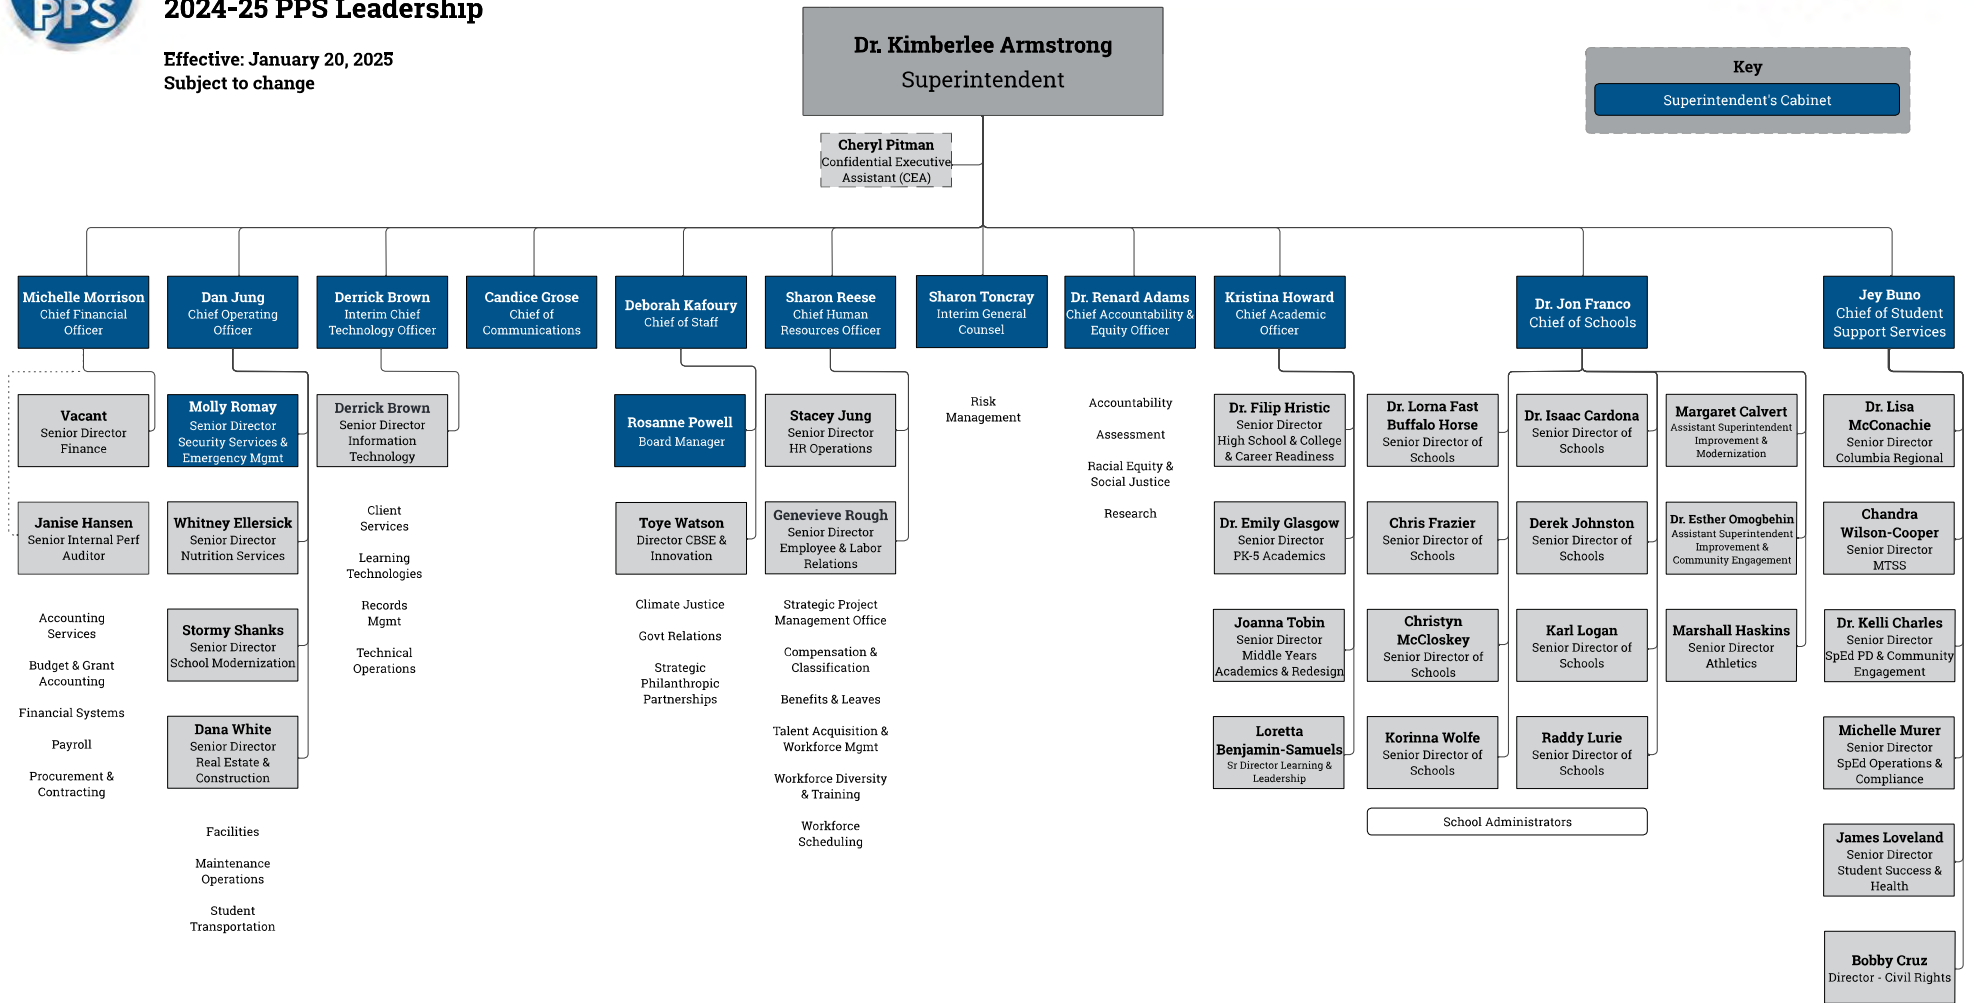 PPS
2024-25 PPS Leadership
Effective: January 20, 2025
Subject to change
Dr. Kimberlee Armstrong
Superintendent
Key
Superintendent's Cabinet
Cheryl Pitman
Confidential Executive
Assistant (CEA)
Michelle Morrison
Chief Financial
Officer
Vacant
Senior Director
Finance
Janise Hansen
Senior Internal Perf
Auditor
Accounting
Services
Budget & Grant
Accounting
Financial Systems
Payroll
Procurement &
Contracting
Dan Jung
Chief Operating
Officer
Molly Romay
Senior Director
Security Services &
Emergency Mgmt
Whitney Ellersick
Senior Director
Nutrition Services
Stormy Shanks
Senior Director
School Modernization
Dana White
Senior Director
Real Estate &
Construction
Facilities
Maintenance
Operations
Student
Transportation
Derrick Brown
Interim Chief
Technology Officer
Derrick Brown
Senior Director
Information
Technology
Client
Services
Learning
Technologies
Records
Mgmt
Technical
Operations
Candice Grose
Chief of
Communications
Deborah Kafoury
Chief of Staff
Rosanne Powell
Board Manager
Toye Watson
Director CBSE &
Innovation
Climate Justice
Govt Relations
Strategic
Philanthropic
Partnerships
Sharon Reese
Chief Human
Resources Officer
Stacey Jung
Senior Director
HR Operations
Genevieve Rough
Senior Director
Employee & Labor
Relations
Strategic Project
Management Office
Compensation &
Classification
Benefits & Leaves
Talent Acquisition &
Workforce Mgmt
Workforce Diversity
& Training
Workforce
Scheduling
Sharon Toncray
Interim General
Counsel
Risk
Management
Dr. Renard Adams
Chief Accountability &
Equity Officer
Accountability
Assessment
Racial Equity &
Social Justice
Research
Kristina Howard
Chief Academic
Officer
Dr. Filip Hristic
Senior Director
High School & College
& Career Readiness
Dr. Emily Glasgow
Senior Director
PK-5 Academics
Joanna Tobin
Senior Director
Middle Years
Academics & Redesign
Loretta
Benjamin-Samuels
Sr Director Learning &
Leadership
Dr. Jon Franco
Chief of Schools
Dr. Lorna Fast
Buffalo Horse
Senior Director of
Schools
Chris Frazier
Senior Director of
Schools
Christyn
McCloskey
Senior Director of
Schools
Korinna Wolfe
Senior Director of
Schools
Dr. Isaac Cardona
Senior Director of
Schools
Derek Johnston
Senior Director of
Schools
Karl Logan
Senior Director of
Schools
Raddy Lurie
Senior Director of
Schools
School Administrators
Margaret Calvert
Assistant Superintendent
Improvement &
Modernization
Dr. Esther Omogbehin
Assistant Superintendent
Improvement &
Community Engagement
Marshall Haskins
Senior Director
Athletics
Jey Buno
Chief of Student
Support Services
Dr. Lisa
McConachie
Senior Director
Columbia Regional
Chandra
Wilson-Cooper
Senior Director
MTSS
Dr. Kelli Charles
Senior Director
SpEd PD & Community
Engagement
Michelle Murer
Senior Director
SpEd Operations &
Compliance
James Loveland
Senior Director
Student Success &
Health
Bobby Cruz
Director - Civil Rights